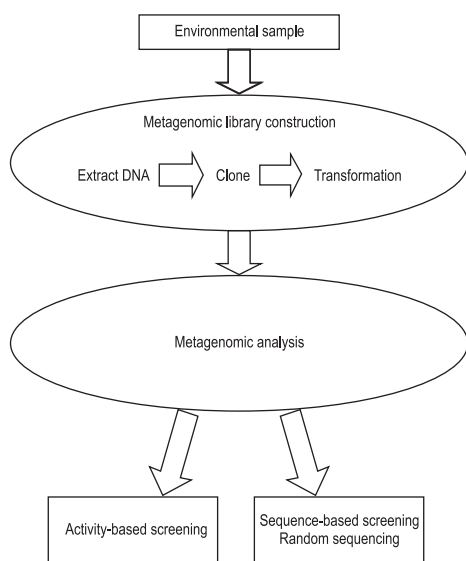 Environmental sample
Metagenomic library construction
Extract DNA
Clone
Transformation
Metagenomic analysis
Activity-based screening
Sequence-based screening
Random sequencing